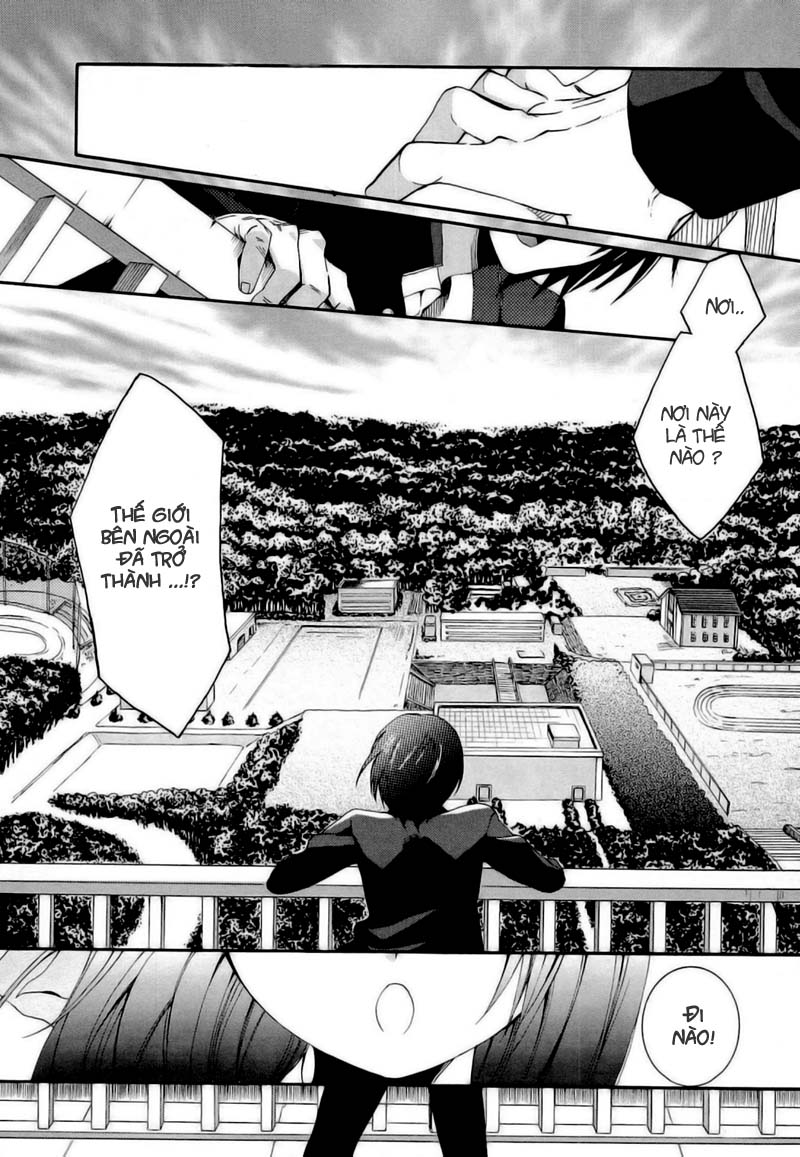 NƠI..
NƠI NÀY
LÀ THẾ
NÀO ?
THẾ GIỚI
BÊN NGOÀI
ĐÃ TRỞ
THÀNH ...!?
ĐI
NÀO!